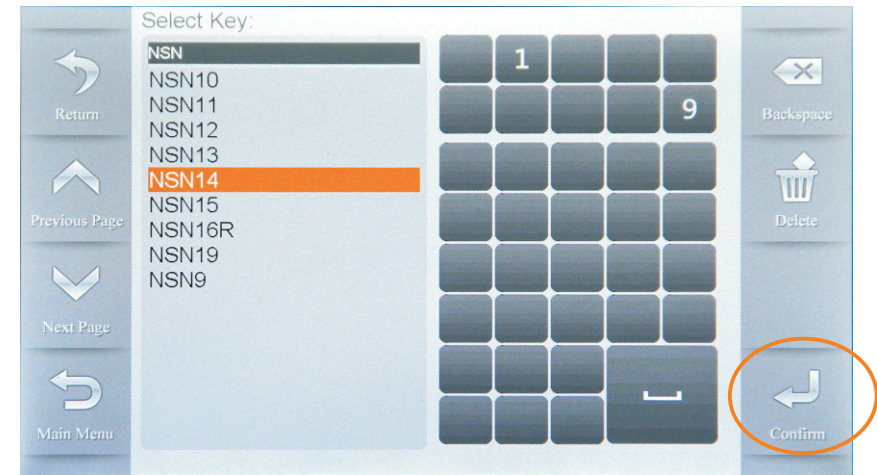 Select Key:
NSN
NSN10
NSN11
NSN12
NSN13
NSN14
NSN15
NSN16R
NSN19
NSN9
1
9
Return
Previous Page
Next Page
Main Menu
Backspace
Delete
Confirm